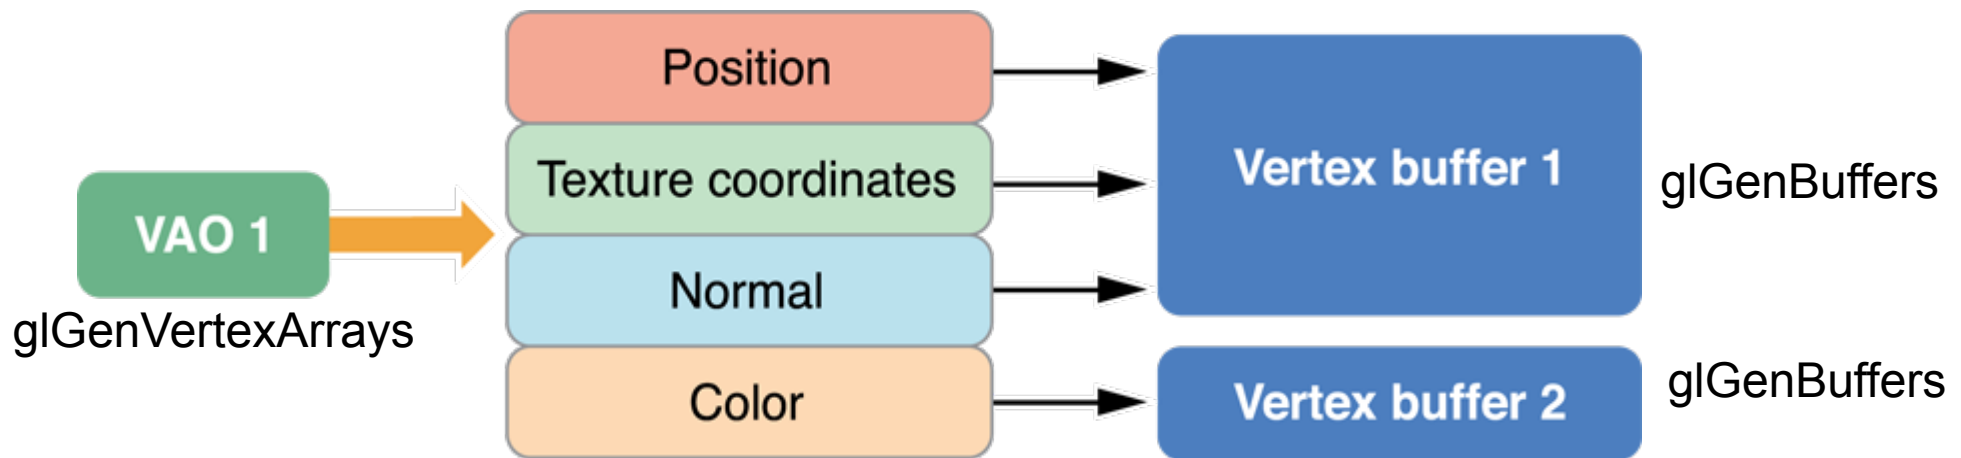 VAO 1
glGenVertexArrays
Position
Texture coordinates
Normal
Color
Vertex buffer 1
glGenBuffers
Vertex buffer 2
glGenBuffers